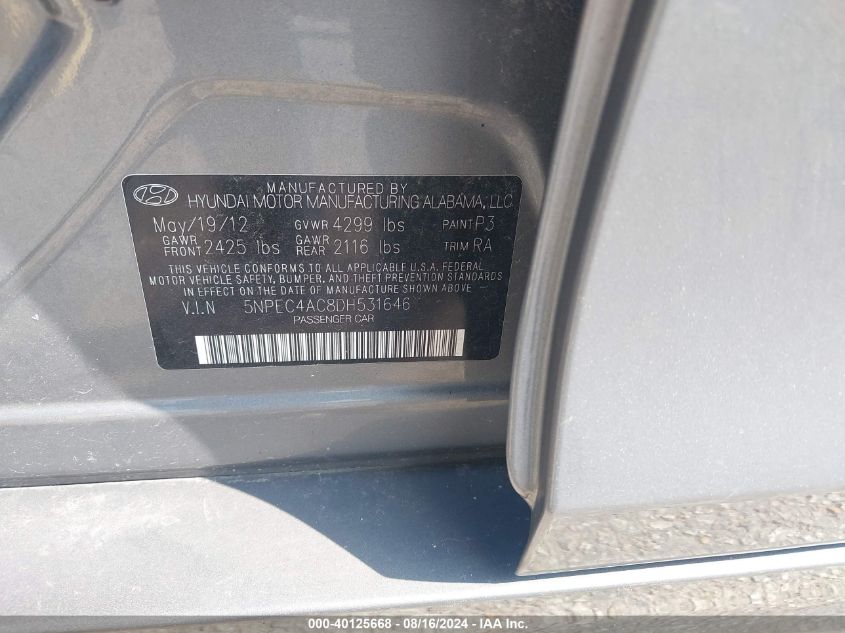 MANUFACTURED BY
HYUNDAI MOTOR MANUFACTURING ALABAMA, LLC
May/19/12 GVWR 4299 lbs PAINT P3
GAWR FRONT 2425 lbs GAWR REAR 2116 lbs TRIM RA
THIS VEHICLE CONFORMS TO ALL APPLICABLE U.S.A. FEDERAL
MOTOR VEHICLE SAFETY, BUMPER, AND THEFT PREVENTION STANDARDS
IN EFFECT ON THE DATE OF MANUFACTURE SHOWN ABOVE
V.I.N 5NPEC4AC8DH531646
PASSENGER CAR
000-40125668 - 08/16/2024 - IAA Inc.